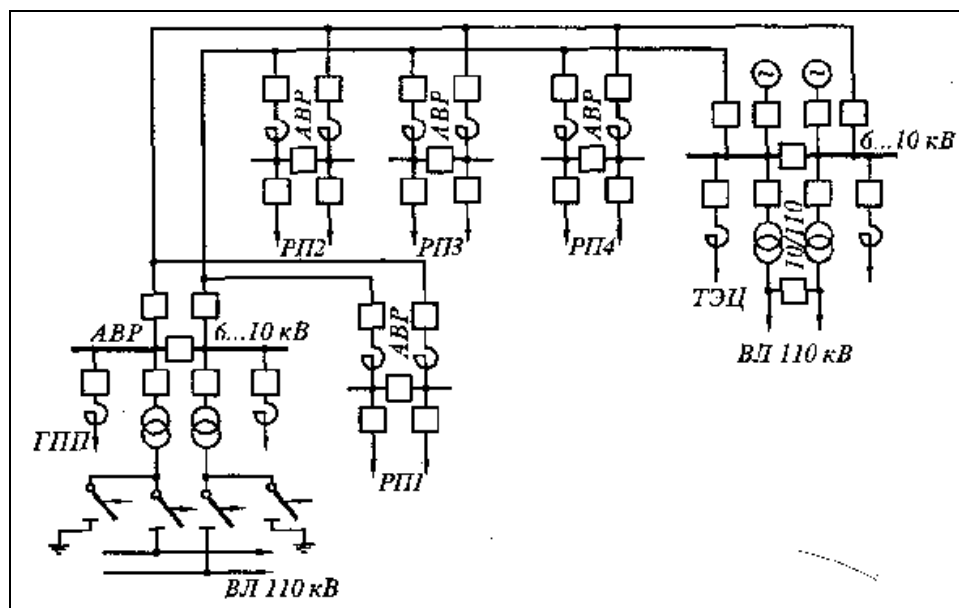 АВР
АВР
АВР
~
~
6...10 кВ
РП2
РП3
РП4
10/110
ТЭЦ
ВЛ 110 кВ
АВР
6...10 кВ
АВР
ГПП
РП1
ВЛ 110 кВ